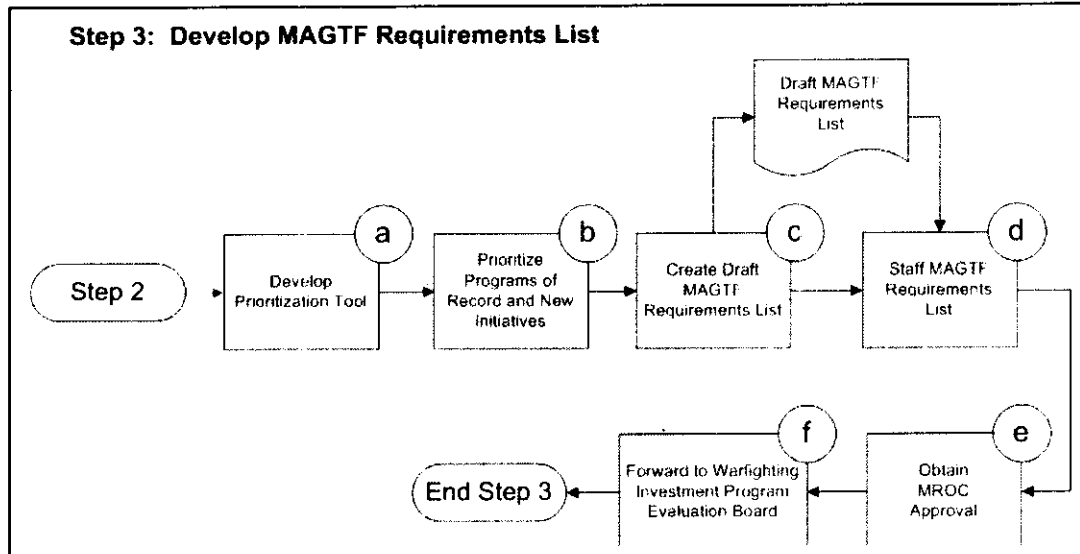 Step 3: Develop MAGTF Requirements List
Draft MAGTF
Requirements
List
a
b
c
d
Step 2
Develop
Prioritization Tool
Prioritize
Programs of
Record and New
Initiatives
Create Draft
MAGTF
Requirements List
Staff MAGTF
Requirements
List
f
e
End Step 3
Forward to Warfighting
Investment Program
Evaluation Board
Obtain
MROC
Approval